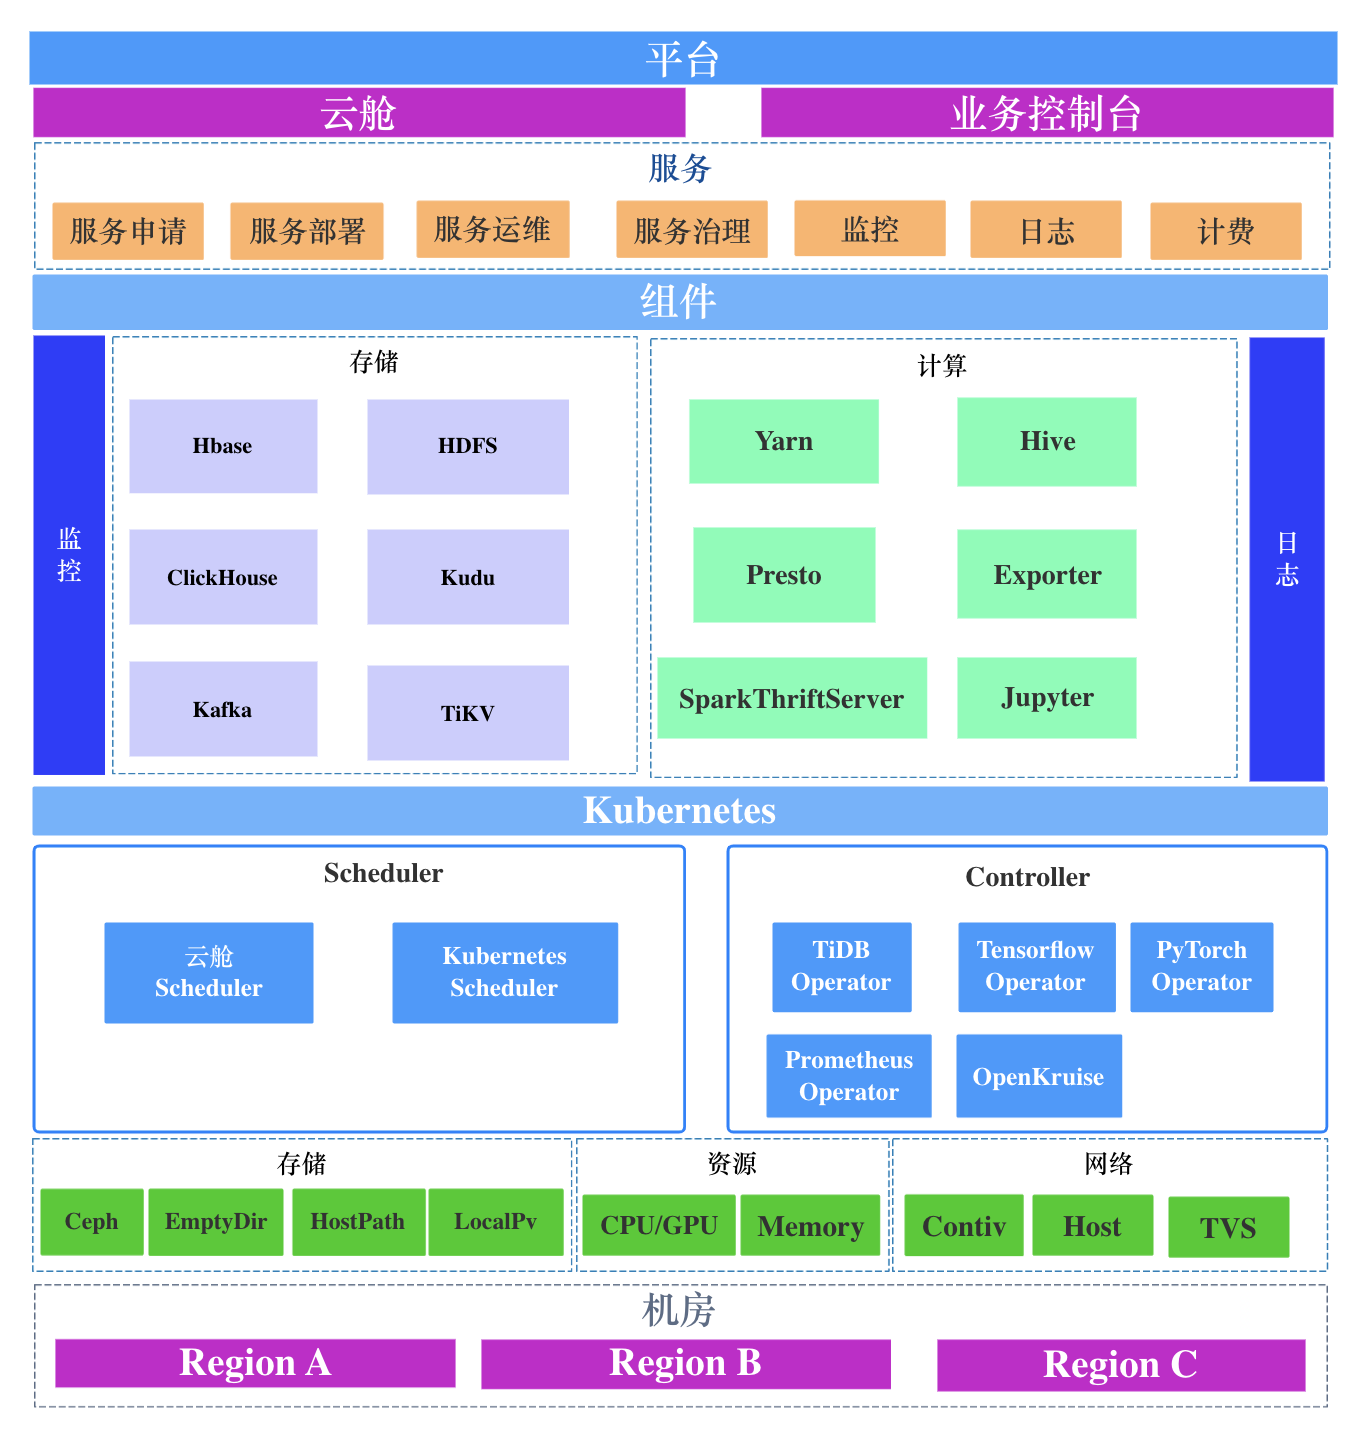 平台
云舱
业务控制台
服务
服务申请
服务部署
服务运维
服务治理
监控
日志
计费
组件
监
控
存储
Hbase
HDFS
ClickHouse
Kudu
Kafka
TiKV
计算
Yarn
Hive
Presto
Exporter
SparkThriftServer
Jupyter
日
志
Kubernetes
Scheduler
云舱
Scheduler
Kubernetes
Scheduler
Controller
TiDB
Operator
Tensorflow
Operator
PyTorch
Operator
Prometheus
Operator
OpenKruise
存储
Ceph
EmptyDir
HostPath
LocalPv
资源
CPU/GPU
Memory
网络
Contiv
Host
TVS
机房
Region A
Region B
Region C